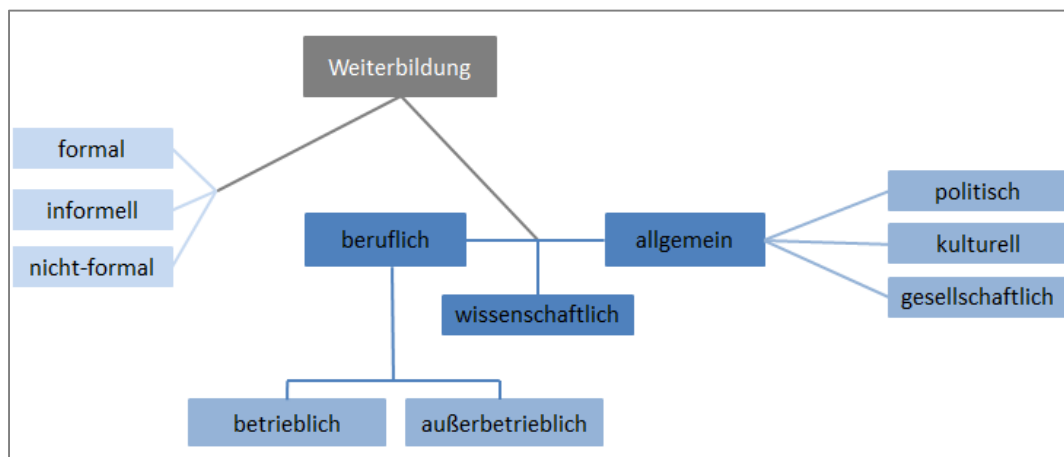 Weiterbildung
formal
informell
nicht-formal
beruflich
allgemein
wissenschaftlich
politisch
kulturell
gesellschaftlich
betrieblich
außerbetrieblich